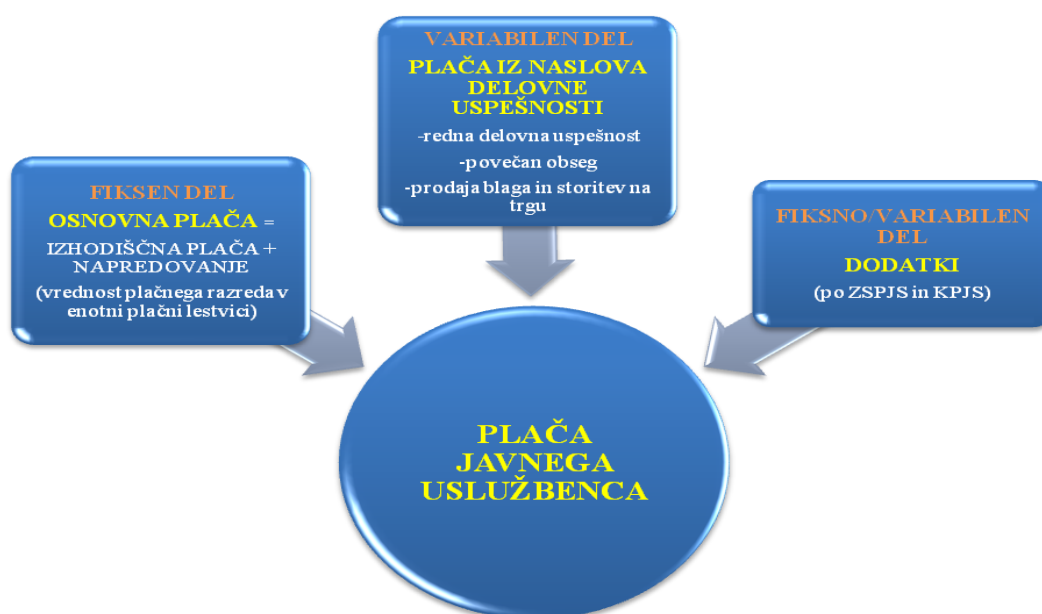 FIKSEN DEL
OSNOVNA PLAČA =
IZHODIŠČNA PLAČA +
NAPREDOVANJE
(vrednost plačnega razreda v
enotni plačni lestvici)
VARIABILEN DEL
PLAČA IZ NASLOVA
DELOVNE
USPEŠNOSTI
-redna delovna uspešnost
-povečan obseg
-prodaja blaga in storitev na
trgu
FIKSNO/VARIABILEN
DEL
DODATKI
(po ZSPJS in KPJS)
PLAČA
JAVNEGA
USLUŽBENCA